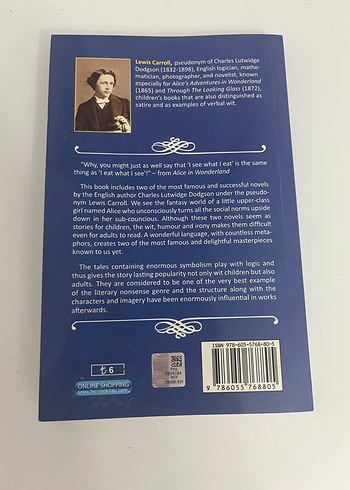 Lewis Carroll, pseudonym of Charles Lutwidge
Dodgson (1832-1898), English logician, mathe-
matician, photographer, and novelist, known
especially for Alice's Adventures in Wonderland
(1865) and Through The Looking Glass (1872),
children's books that are also distinguished as
satire and as examples of verbal wit.
"Why, you might just as well say that 'I see what I eat' is the same
thing as 'I eat what I see'!" – from Alice in Wonderland
This book includes two of the most famous and successful novels
by the English author Charles Lutwidge Dodgson under the pseudo-
nym Lewis Carroll. We see the fantasy world of a little upper-class
girl named Alice who unconsciously turns all the social norms upside
down in her sub-councious. Although these two novels seem as
stories for children, the wit, humour and irony makes them difficult
even for adults to read. A wonderful language, with countless meta-
phors, creates two of the most famous and delightful masterpieces
known to us yet.
The tales containing enormous symbolism play with logic and
thus gives the story lasting popularity not only wit children but also
adults. They are considered to be one of the very best example
of the literary nonsense genre and the structure along with the
characters and imagery have been enormously influential in works
afterwards.
ISBN 978-605-5768-80-5
9 786055 768805
₺ 6
ONLINE SHOPPING